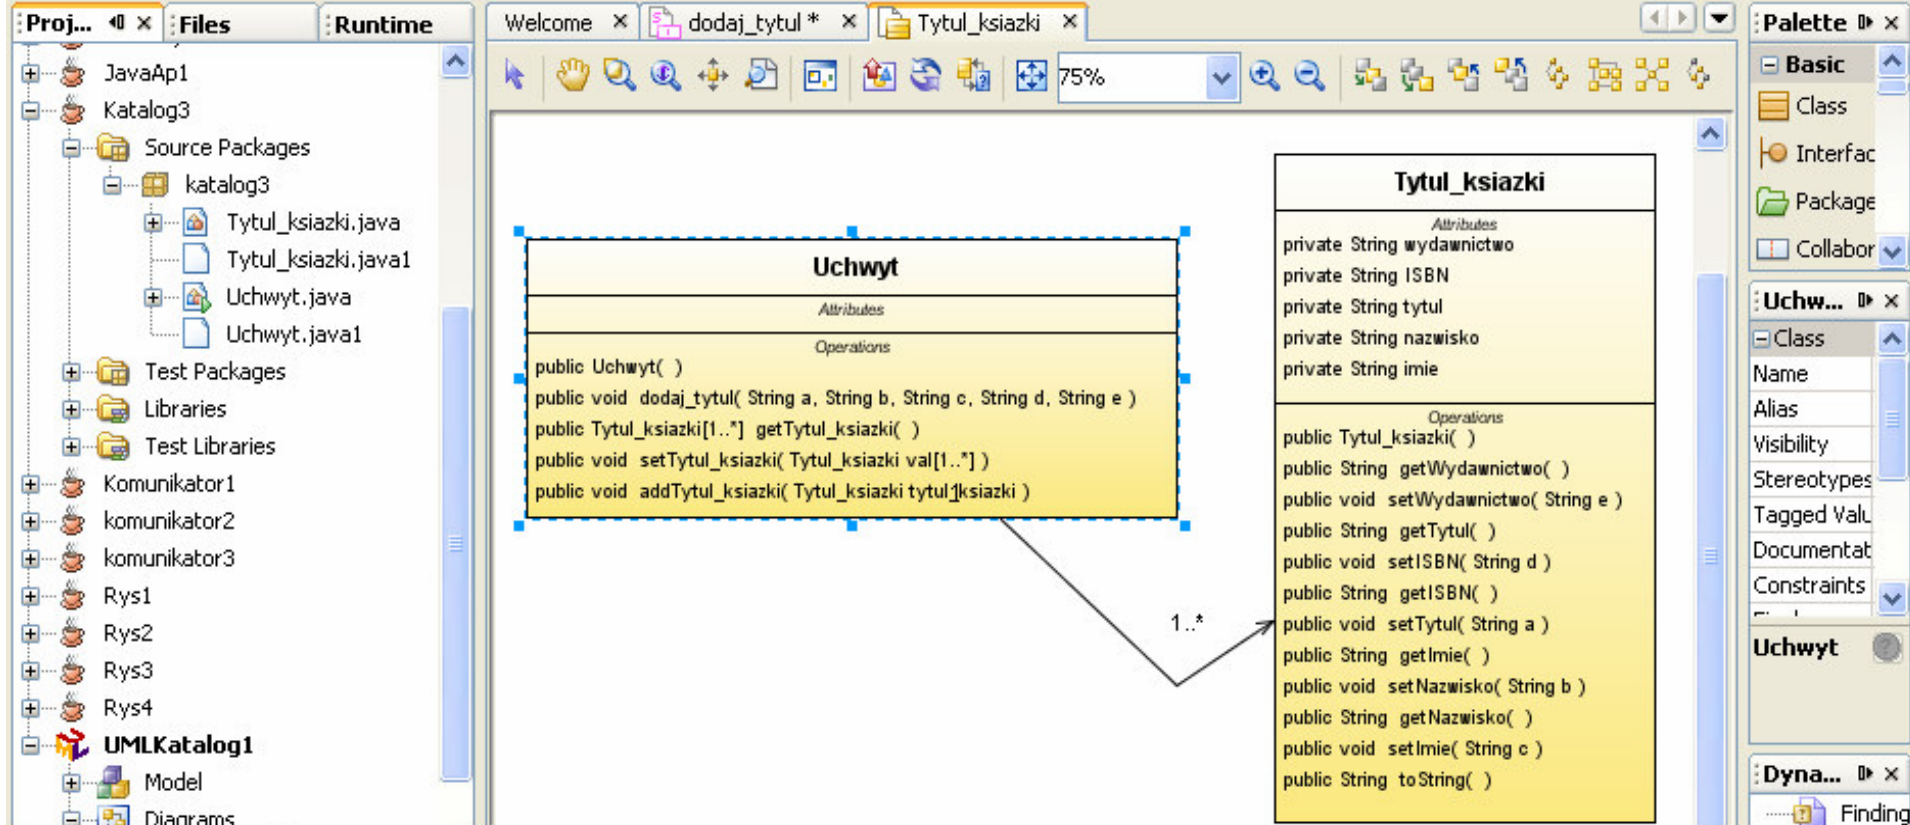 Proj...
Files
Runtime
JavaAp1
Katalog3
Source Packages
katalog3
Tytul_ksiazki.java
Tytul_ksiazki.java1
Uchwyt.java
Uchwyt.java1
Test Packages
Libraries
Test Libraries
Komunikator1
komunikator2
komunikator3
Rys1
Rys2
Rys3
Rys4
UMLKatalog1
Model
Diagrams
Welcome
dodaj_tytul *
Tytul_ksiazki
75%
Uchwyt
Attributes
Operations
public Uchwyt( )
public void dodaj_tytul( String a, String b, String c, String d, String e )
public Tytul_ksiazki[1..*] getTytul_ksiazki( )
public void setTytul_ksiazki( Tytul_ksiazki val[1..*] )
public void addTytul_ksiazki( Tytul_ksiazki tytul_ksiazki )
1..*
Tytul_ksiazki
Attributes
private String wydawnictwo
private String ISBN
private String tytul
private String nazwisko
private String imie
Operations
public Tytul_ksiazki( )
public String getWydawnictwo( )
public void setWydawnictwo( String e )
public String getTytul( )
public void setISBN( String d )
public String getISBN( )
public void setTytul( String a )
public String getImie( )
public void setNazwisko( String b )
public String getNazwisko( )
public void setImie( String c )
public String toString( )
Palette
Basic
Class
Interfac
Package
Collabor
Uchw...
Class
Name
Alias
Visibility
Stereotypes
Tagged Valu
Documentat
Constraints
Uchwyt
Dyna...
Finding